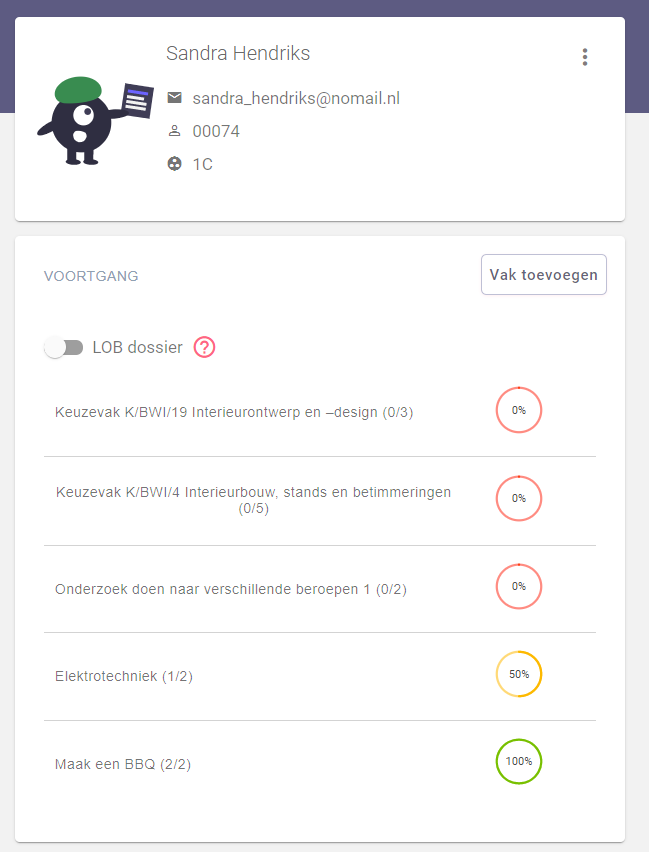 Sandra Hendriks
sandra_hendriks@nomail.nl
00074
1C
VOORTGANG
Vak toevoegen
LOB dossier
Keuzevak K/BWI/19 Interieurontwerp en –design (0/3)
0%
Keuzevak K/BWI/4 Interieurbouw, stands en betimmeringen
(0/5)
0%
Onderzoek doen naar verschillende beroepen 1 (0/2)
0%
Elektrotechniek (1/2)
50%
Maak een BBQ (2/2)
100%